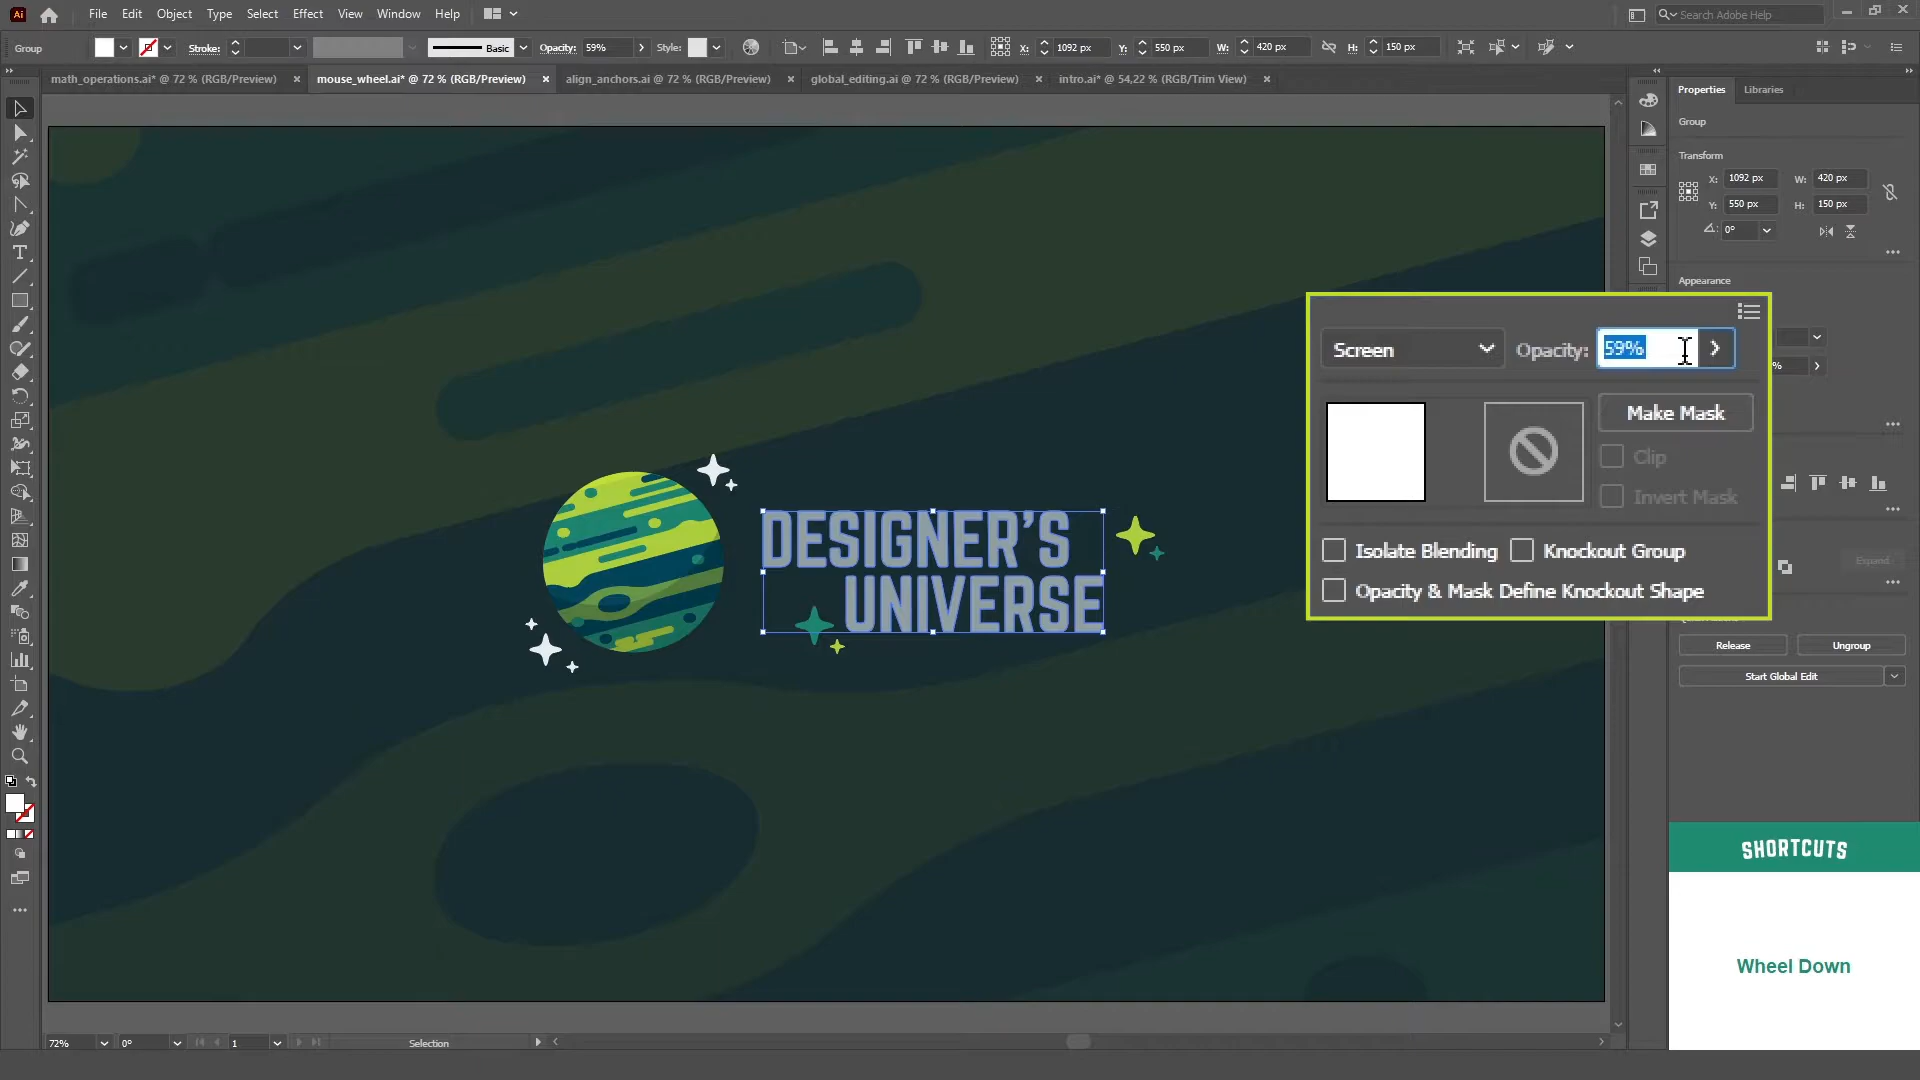 Ai File Edit Object Type Select Effect View Window Help Search Adobe Help
Group Stroke: Basic Opacity: 59% Style: X: 1092 px Y: 550 px W: 420 px H: 150 px
math_operations.ai* @ 72 % (RGB/Preview) × mouse_wheel.ai* @ 72 % (RGB/Preview) × align_anchors.ai @ 72 % (RGB/Preview) × global_editing.ai @ 72 % (RGB/Preview) × intro.ai* @ 54,22 % (RGB/Trim View) ×
Properties Libraries
Group
Transform
X: 1092 px W: 420 px
Y: 550 px H: 150 px
0°
Appearance
Screen Opacity: 59%
%
Make Mask
Clip
Invert Mask
Isolate Blending Knockout Group
Opacity & Mask Define Knockout Shape
DESIGNER'S
UNIVERSE
Expand
Release Ungroup
Start Global Edit
SHORTCUTS
Wheel Down
72% 0° 1 Selection